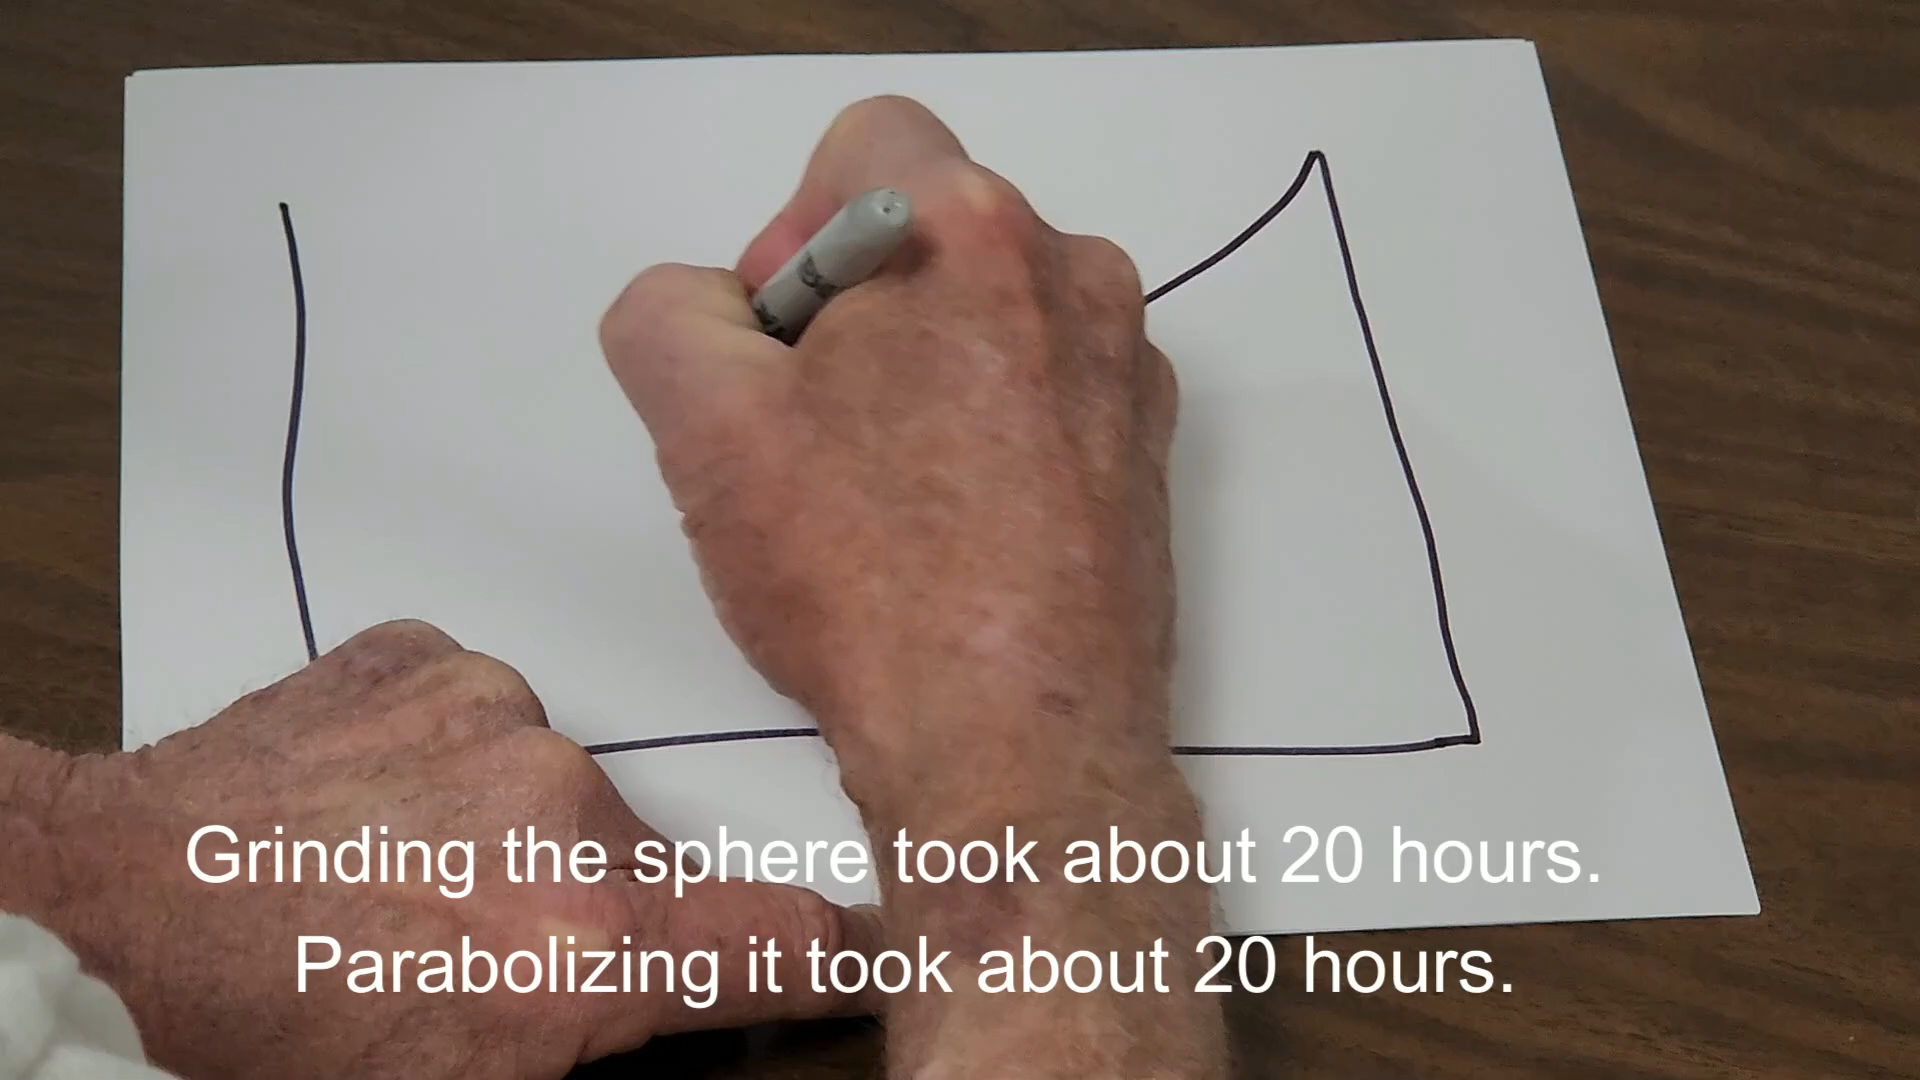 Grinding the sphere took about 20 hours.
Parabolizing it took about 20 hours.